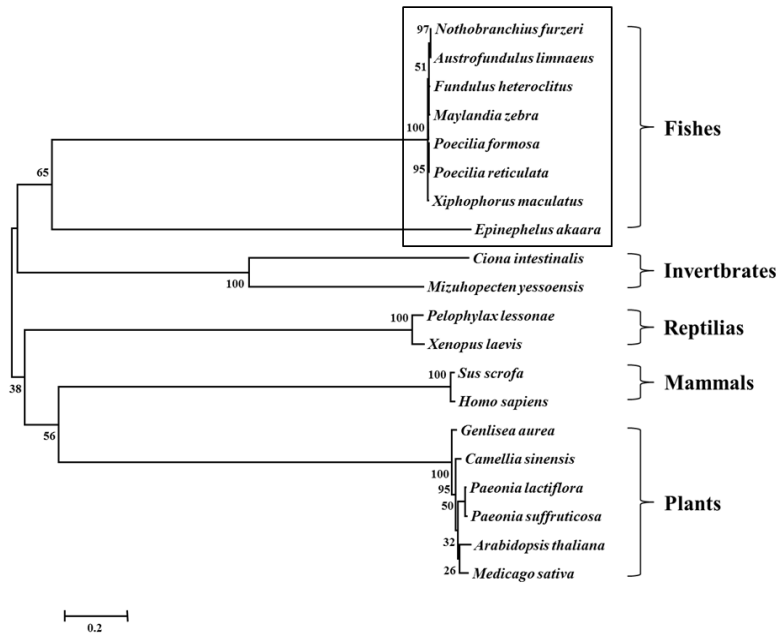 97 Nothobranchius furzeri
Austrofundulus limnaeus
51
Fundulus heteroclitus
Maylandia zebra
100
Poecilia formosa
95 Poecilia reticulata
Xiphophorus maculatus
Fishes
65
Epinephelus akaara
Ciona intestinalis
100
Mizuhopecten yessoensis
Invertbrates
100 Pelophylax lessonae
Xenopus laevis
Reptilias
38
100 Sus scrofa
Homo sapiens
Mammals
56
Genlisea aurea
Camellia sinensis
100
95 Paeonia lactiflora
50
Paeonia suffruticosa
32 Arabidopsis thaliana
26 Medicago sativa
Plants
0.2